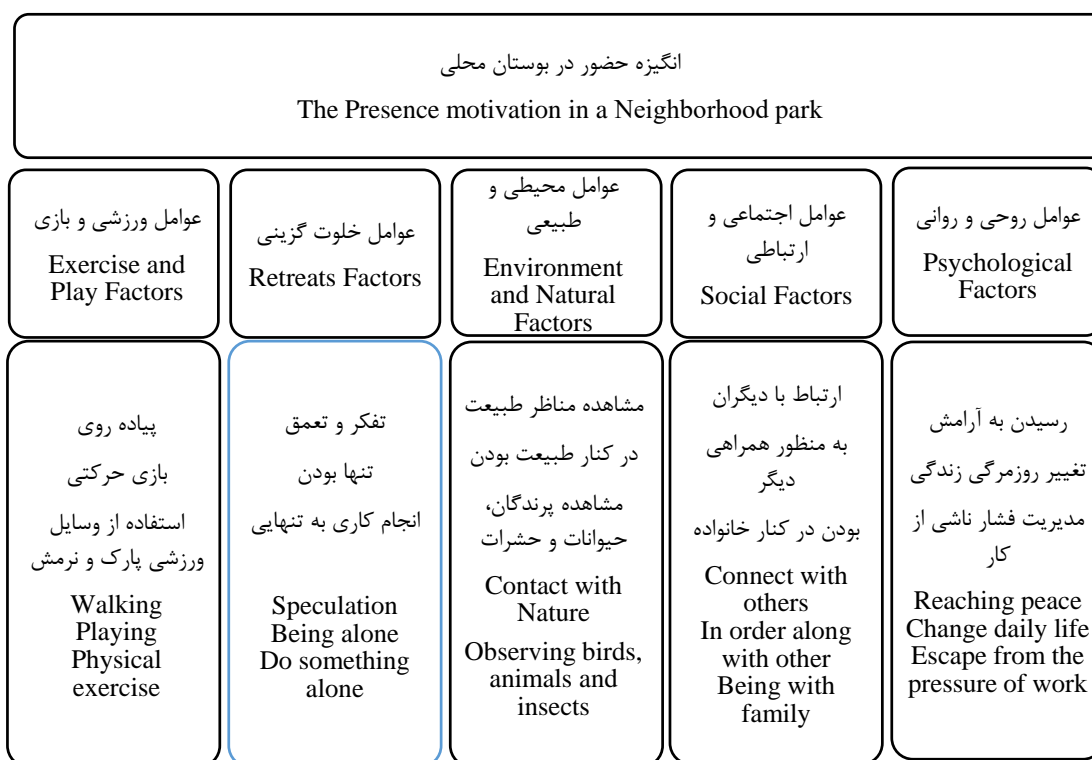 انگیزه حضور در بوستان محلی
The Presence motivation in a Neighborhood park
عوامل روحی و روانی
Psychological
Factors
عوامل اجتماعی و
ارتباطی
Social Factors
عوامل محیطی و
طبیعی
Environment
and Natural
Factors
عوامل خلوت گزینی
Retreats Factors
عوامل ورزشی و بازی
Exercise and
Play Factors
رسیدن به آرامش
تغییر روزمرگی زندگی
مدیریت فشار ناشی از
کار
Reaching peace
Change daily life
Escape from the
pressure of work
ارتباط با دیگران
به منظور همراهی
دیگر
بودن در کنار خانواده
Connect with
others
In order along
with other
Being with
family
مشاهده مناظر طبیعت
در کنار طبیعت بودن
مشاهده پرندگان،
حیوانات و حشرات
Contact with
Nature
Observing birds,
animals and
insects
تفکر و تعمق
تنها بودن
انجام کاری به تنهایی
Speculation
Being alone
Do something
alone
پیاده روی
بازی حرکتی
استفاده از وسایل
ورزشی پارک و نرمش
Walking
Playing
Physical
exercise